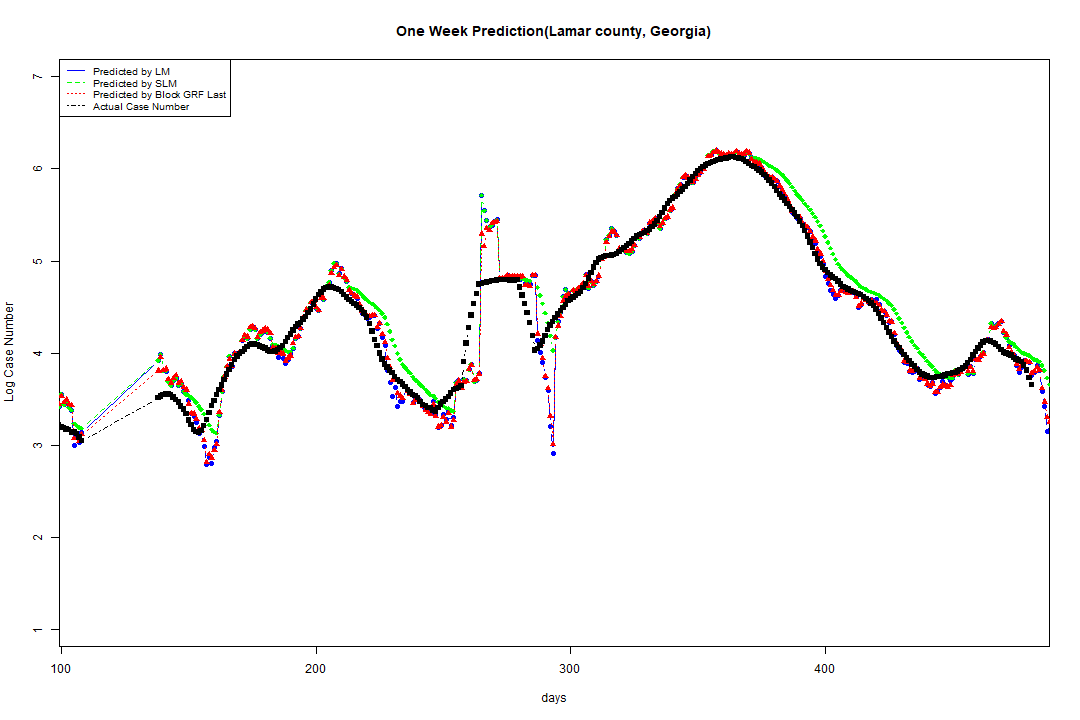 One Week Prediction(Lamar county, Georgia)
Predicted by LM
Predicted by SLM
Predicted by Block GRF Last
Actual Case Number
7
6
5
4
3
2
1
Log Case Number
100 200 300 400
days